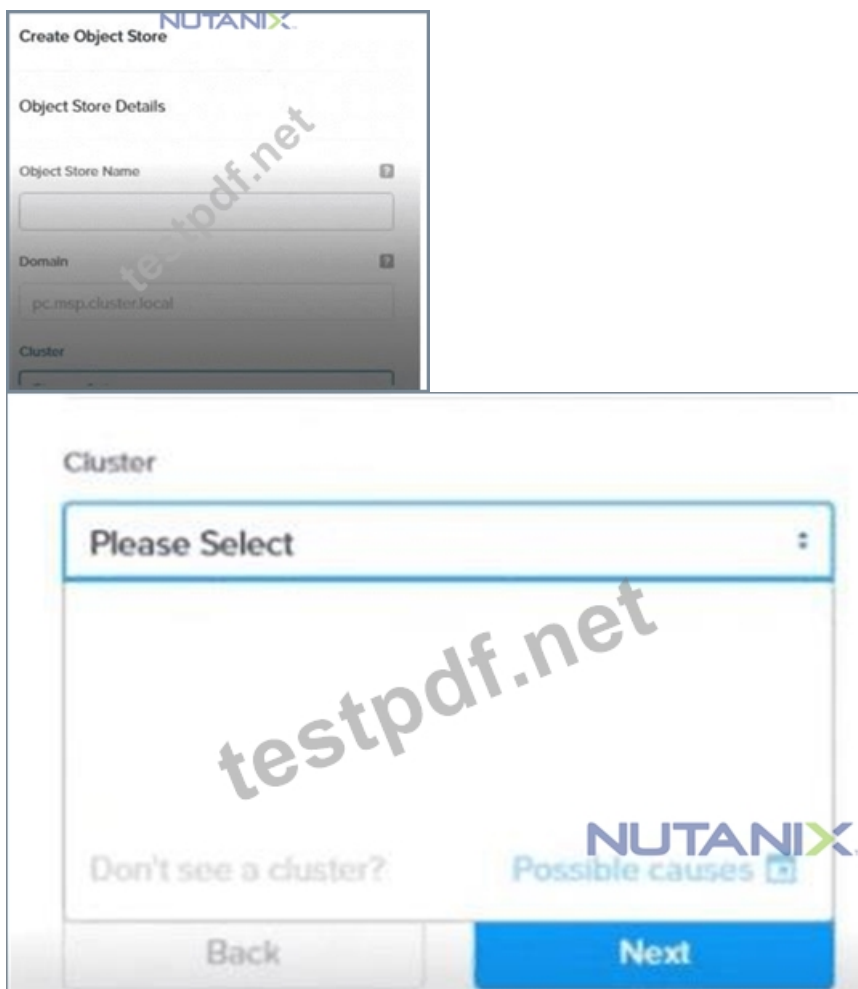 NUTANIX
Create Object Store
Object Store Details
Object Store Name
testpdf.net
Domain
pc.msp.cluster.local
Cluster
Cluster
Please Select
testpdf.net
NUTANIX
Don't see a cluster? Possible causes
Back Next